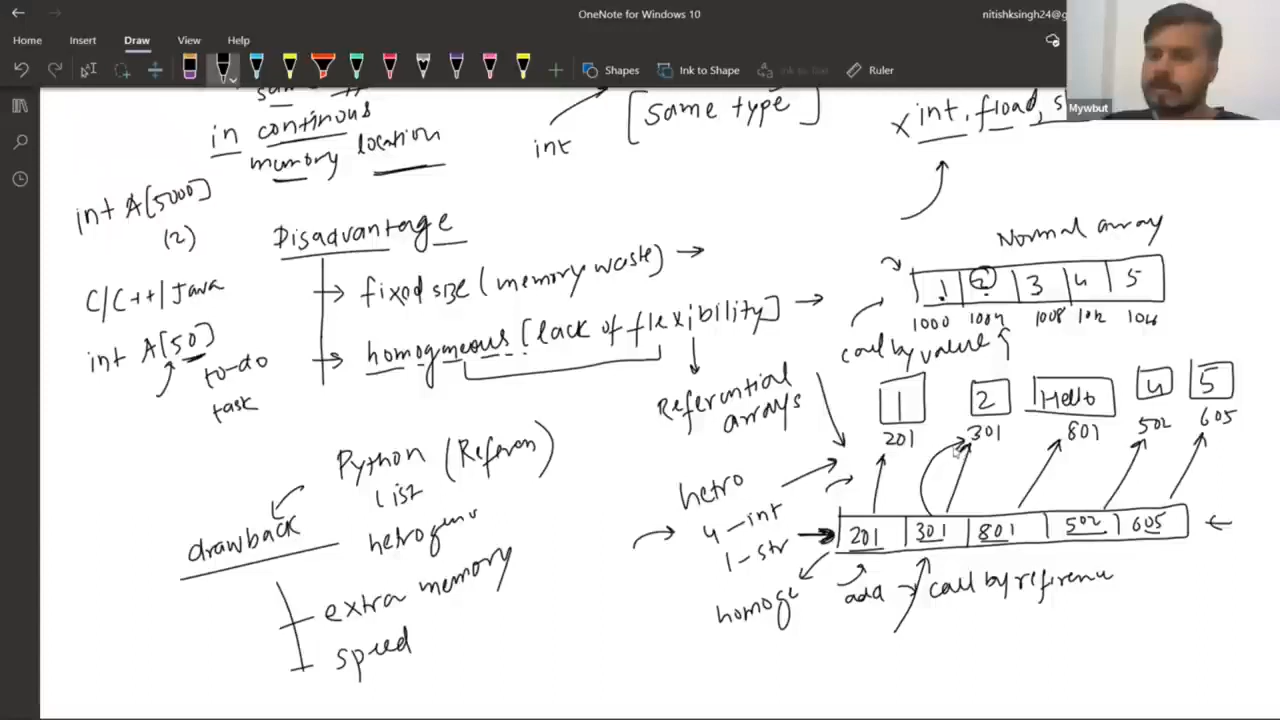 OneNote for Windows 10
nitishksingh24@g
Home Insert Draw View Help
Shapes
Ink to Shape
Ruler
Mywbut
in continous
memory location
int
[same type]
x int, fload, s
int A[5000]
(2)
C/C++/Java
int A[50]
to-do
task
Disadvantage
fixed size (memory waste)
homogmeous [lack of flexibility]
Referential
arrays
Normal array
1 2 3 4 5
1000 1004 1008 1012 1016
call by value
1 2 Hello 4 5
201 301 801 502 605
hetro
4 - int
1 - str
201 301 801 502 605
homoge
add → call by reference
Python (Referen)
list
hetrogenu
drawback
extra memory
speed